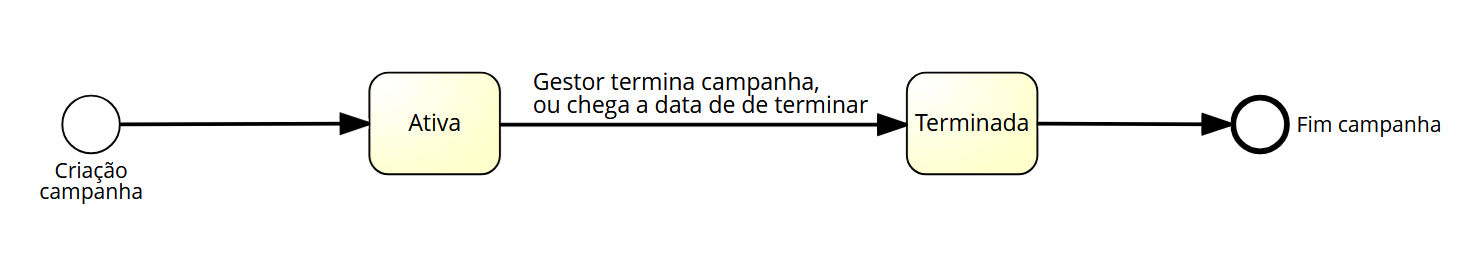 Criação
campanha
Ativa
Gestor termina campanha,
ou chega a data de de terminar
Terminada
Fim campanha